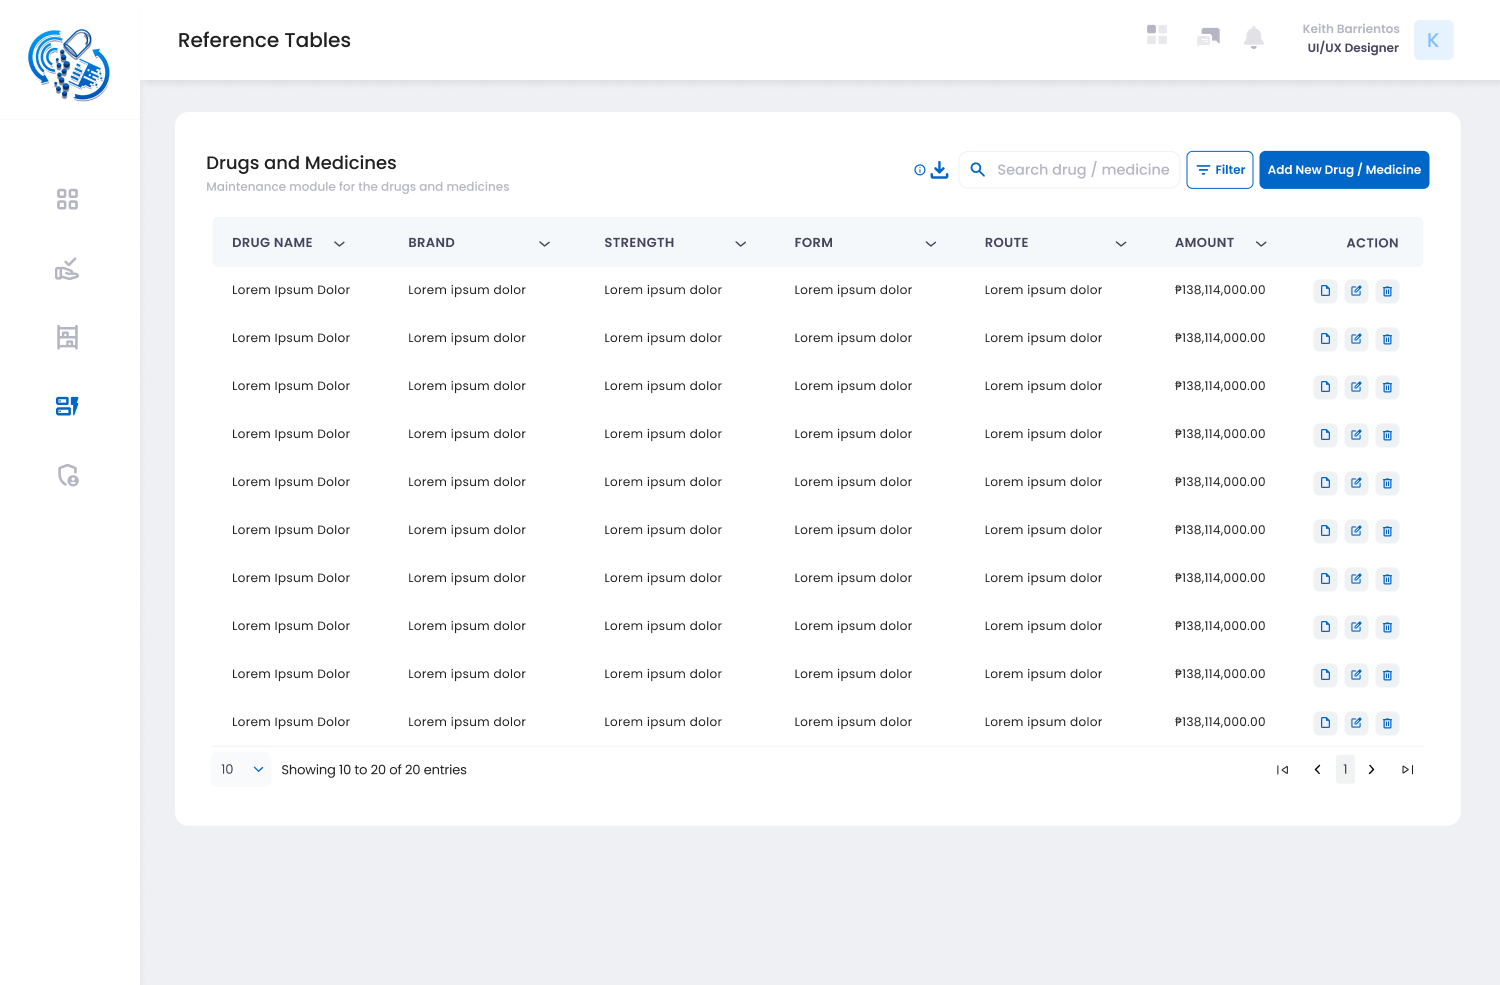 Reference Tables
Keith Barrientos
UI/UX Designer
K
Drugs and Medicines
Maintenance module for the drugs and medicines
Search drug / medicine
Filter
Add New Drug / Medicine
DRUG NAME BRAND STRENGTH FORM ROUTE AMOUNT ACTION
Lorem Ipsum Dolor Lorem ipsum dolor Lorem ipsum dolor Lorem ipsum dolor Lorem ipsum dolor ₱138,114,000.00
Lorem Ipsum Dolor Lorem ipsum dolor Lorem ipsum dolor Lorem ipsum dolor Lorem ipsum dolor ₱138,114,000.00
Lorem Ipsum Dolor Lorem ipsum dolor Lorem ipsum dolor Lorem ipsum dolor Lorem ipsum dolor ₱138,114,000.00
Lorem Ipsum Dolor Lorem ipsum dolor Lorem ipsum dolor Lorem ipsum dolor Lorem ipsum dolor ₱138,114,000.00
Lorem Ipsum Dolor Lorem ipsum dolor Lorem ipsum dolor Lorem ipsum dolor Lorem ipsum dolor ₱138,114,000.00
Lorem Ipsum Dolor Lorem ipsum dolor Lorem ipsum dolor Lorem ipsum dolor Lorem ipsum dolor ₱138,114,000.00
Lorem Ipsum Dolor Lorem ipsum dolor Lorem ipsum dolor Lorem ipsum dolor Lorem ipsum dolor ₱138,114,000.00
Lorem Ipsum Dolor Lorem ipsum dolor Lorem ipsum dolor Lorem ipsum dolor Lorem ipsum dolor ₱138,114,000.00
Lorem Ipsum Dolor Lorem ipsum dolor Lorem ipsum dolor Lorem ipsum dolor Lorem ipsum dolor ₱138,114,000.00
Lorem Ipsum Dolor Lorem ipsum dolor Lorem ipsum dolor Lorem ipsum dolor Lorem ipsum dolor ₱138,114,000.00
10 Showing 10 to 20 of 20 entries 1